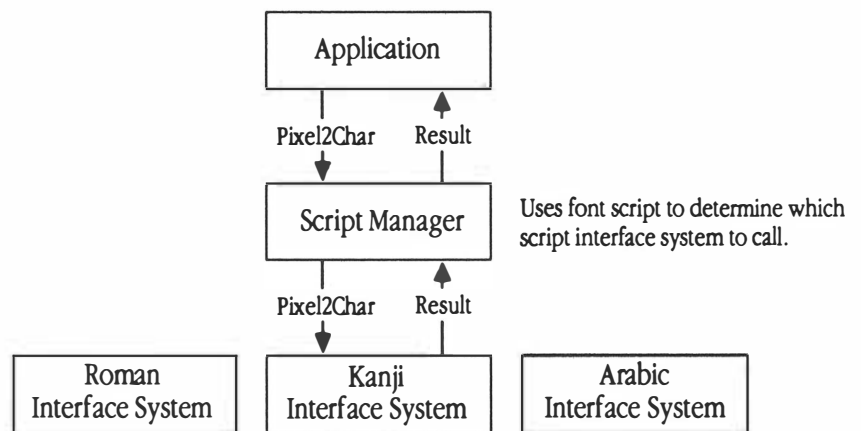 Application
Pixel2Char Result
Script Manager
Uses font script to determine which
script interface system to call.
Pixel2Char Result
Roman
Interface System
Kanji
Interface System
Arabic
Interface System